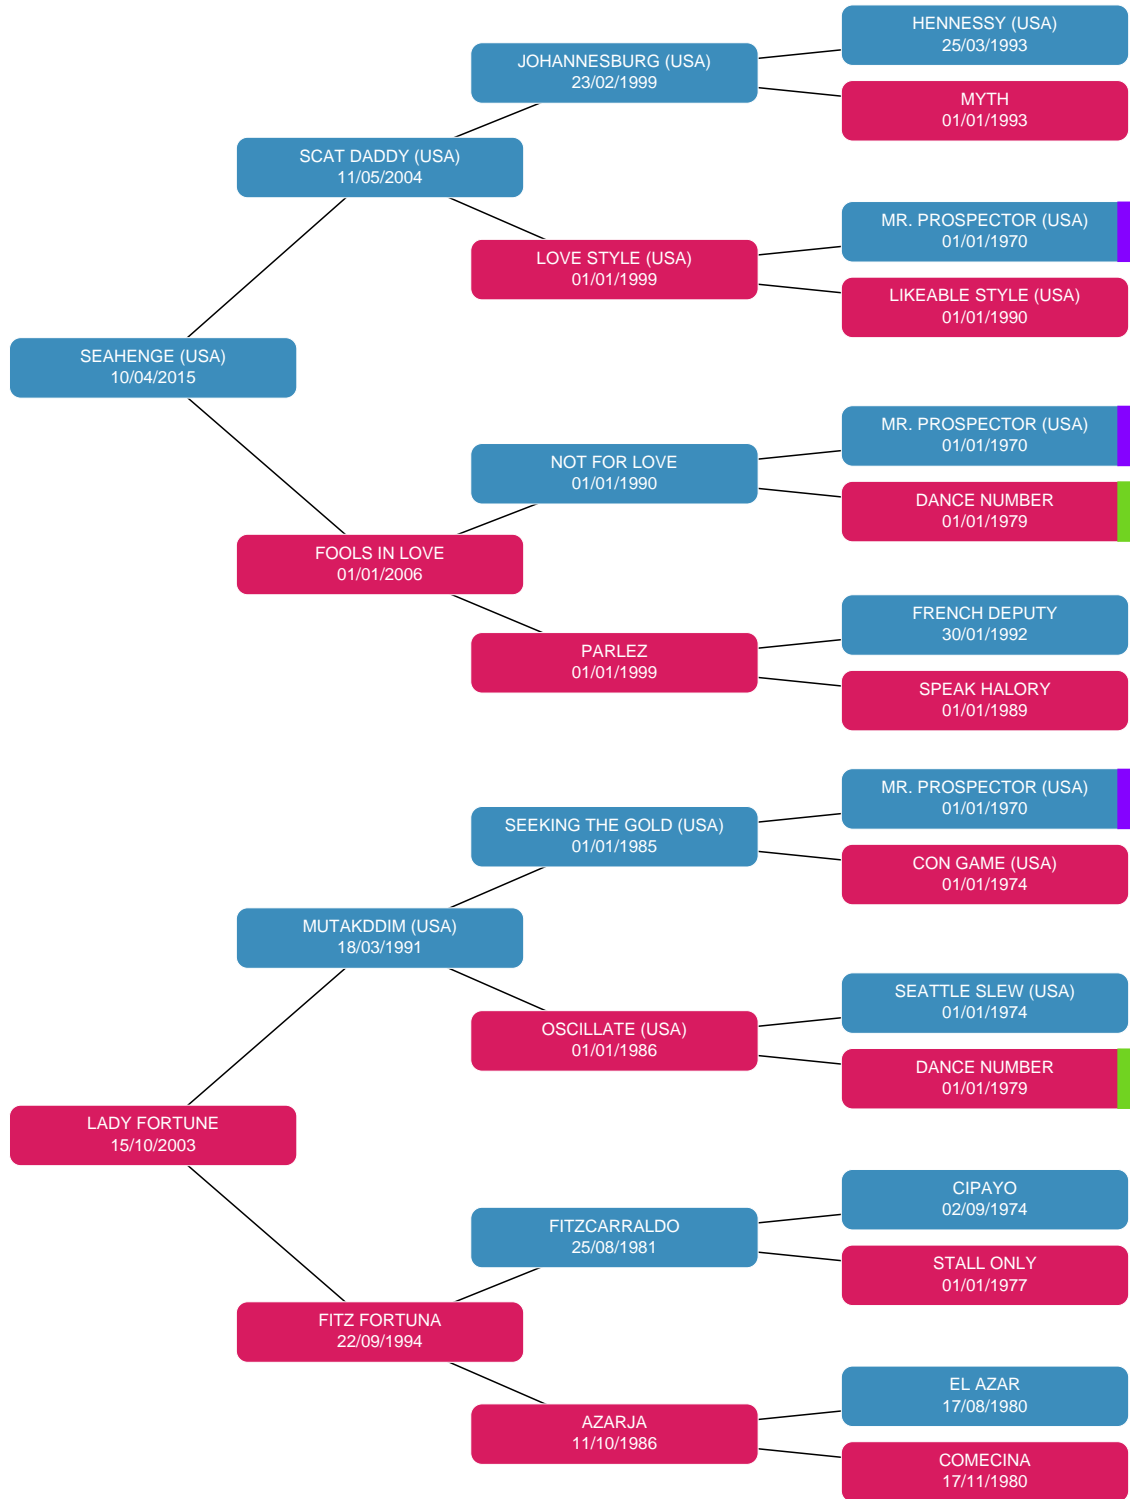 HENNESSY (USA)
25/03/1993
JOHANNESBURG (USA)
23/02/1999
MYTH
01/01/1993
SCAT DADDY (USA)
11/05/2004
MR. PROSPECTOR (USA)
01/01/1970
LOVE STYLE (USA)
01/01/1999
LIKEABLE STYLE (USA)
01/01/1990
SEAHENGE (USA)
10/04/2015
MR. PROSPECTOR (USA)
01/01/1970
NOT FOR LOVE
01/01/1990
DANCE NUMBER
01/01/1979
FOOLS IN LOVE
01/01/2006
FRENCH DEPUTY
30/01/1992
PARLEZ
01/01/1999
SPEAK HALORY
01/01/1989
MR. PROSPECTOR (USA)
01/01/1970
SEEKING THE GOLD (USA)
01/01/1985
CON GAME (USA)
01/01/1974
MUTAKDDIM (USA)
18/03/1991
SEATTLE SLEW (USA)
01/01/1974
OSCILLATE (USA)
01/01/1986
DANCE NUMBER
01/01/1979
LADY FORTUNE
15/10/2003
CIPAYO
02/09/1974
FITZCARRALDO
25/08/1981
STALL ONLY
01/01/1977
FITZ FORTUNA
22/09/1994
EL AZAR
17/08/1980
AZARJA
11/10/1986
COMECINA
17/11/1980